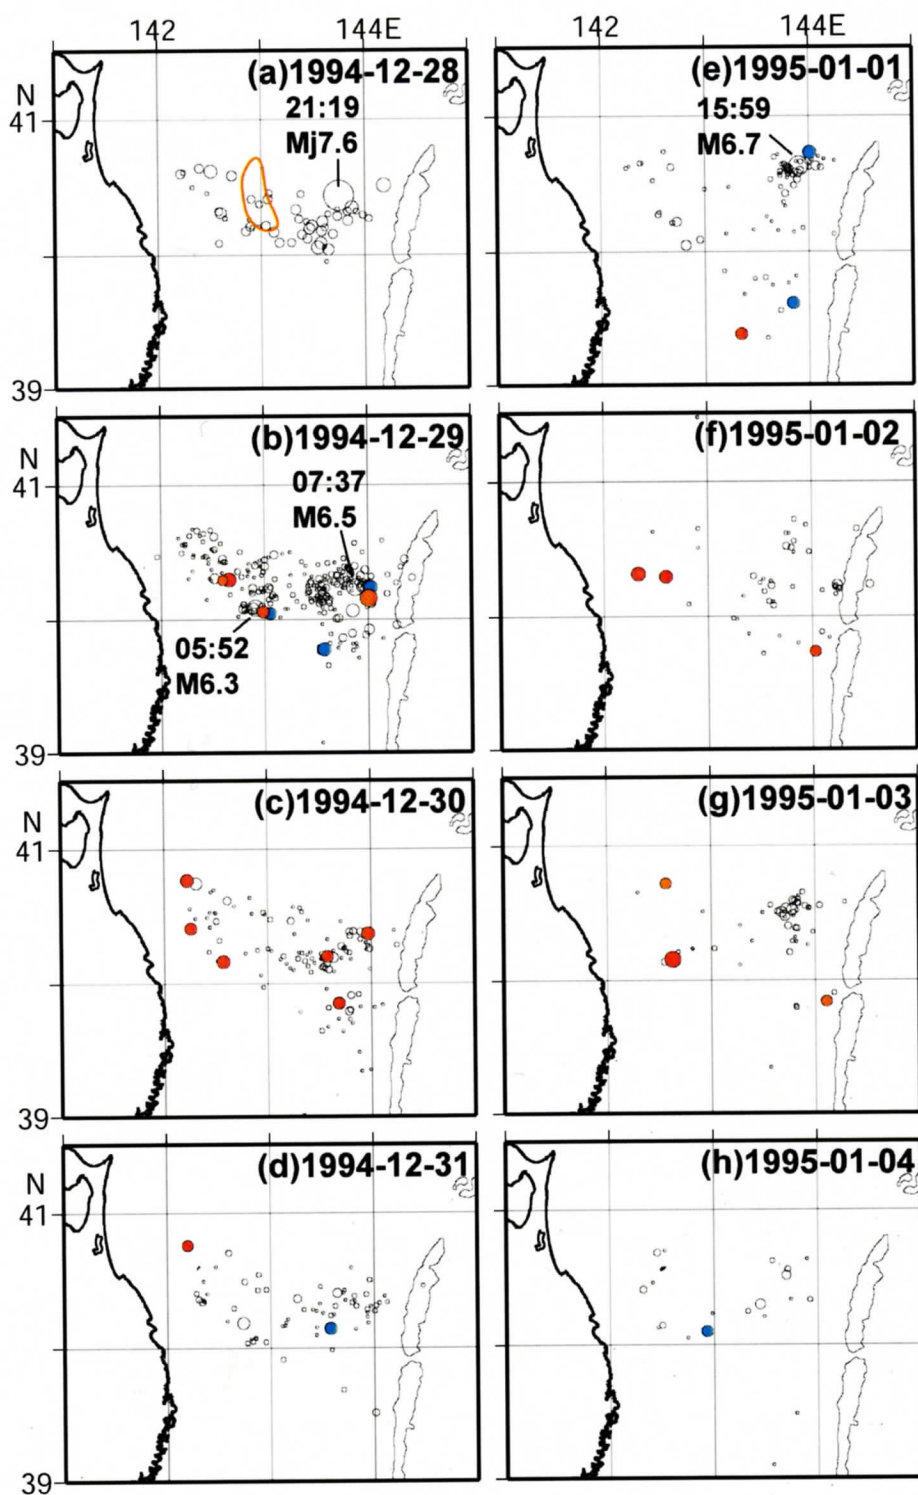 142 144E 142 144E
(a)1994-12-28
21:19
Mj7.6
N
41
39
(e)1995-01-01
15:59
M6.7
(b)1994-12-29
07:37
M6.5
N
41
05:52
M6.3
39
(f)1995-01-02
(c)1994-12-30
N
41
39
(g)1995-01-03
(d)1994-12-31
N
41
39
(h)1995-01-04